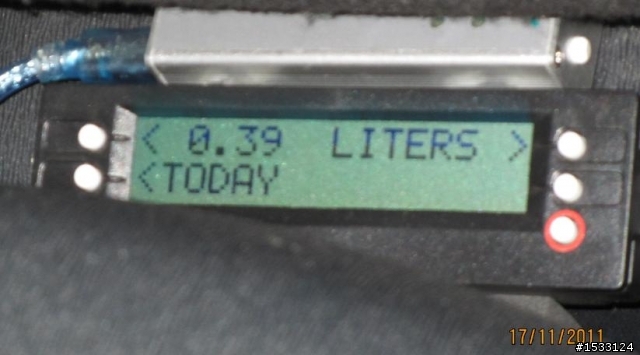 < 0.39 LITERS >
<TODAY
17/11/2011
#1533124